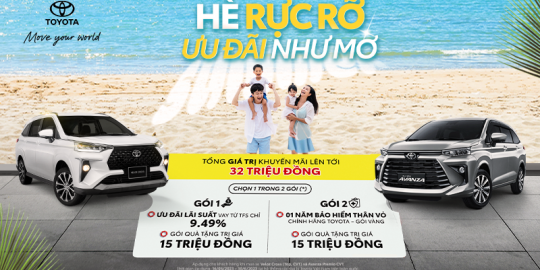 TOYOTA
Move your world
HÈ RỰC RỠ
ƯU ĐÃI NHƯ MƠ
TỔNG GIÁ TRỊ KHUYẾN MÃI LÊN TỚI
32 TRIỆU ĐỒNG
CHỌN 1 TRONG 2 GÓI (*)
GÓI 1
ƯU ĐÃI LÃI SUẤT VAY TỪ TFS CHỈ
9.49%
GÓI QUÀ TẶNG TRỊ GIÁ
15 TRIỆU ĐỒNG
GÓI 2
01 NĂM BẢO HIỂM THÂN VỎ
CHÍNH HÃNG TOYOTA - GÓI VÀNG
GÓI QUÀ TẶNG TRỊ GIÁ
15 TRIỆU ĐỒNG
AVANZA